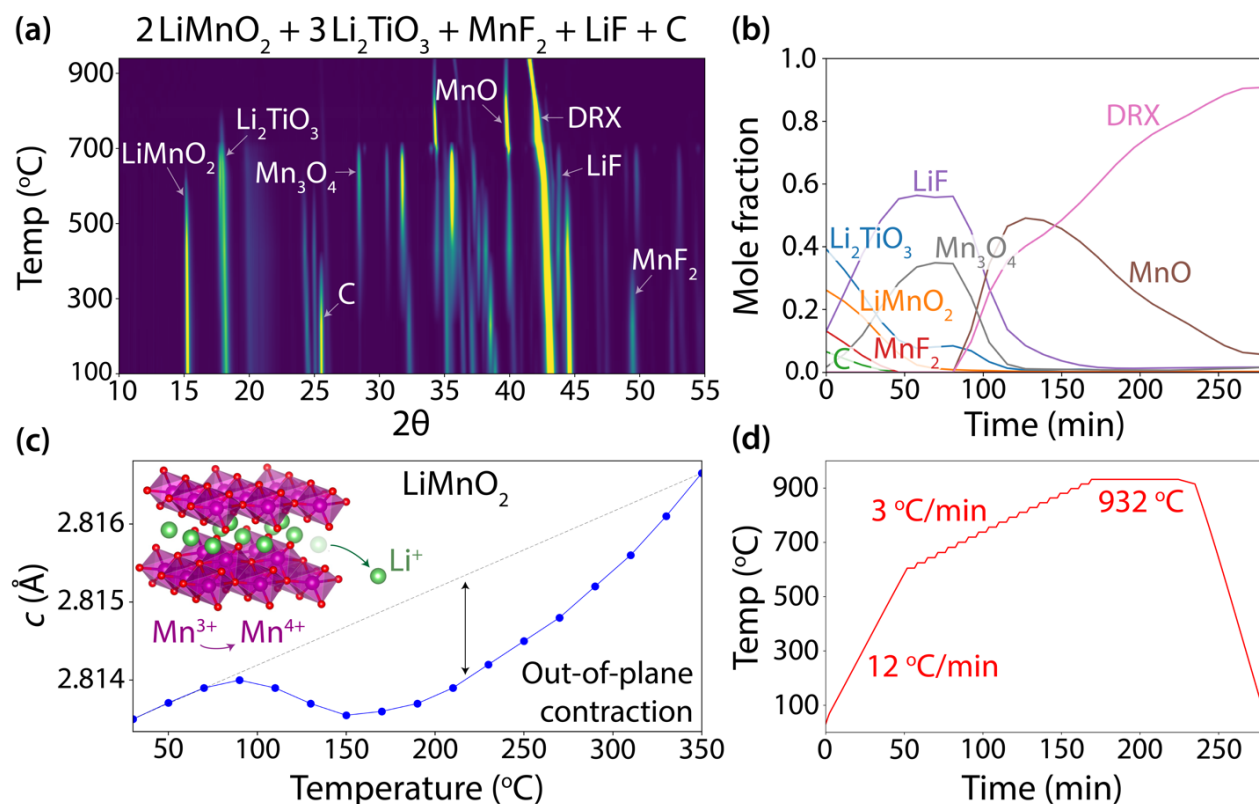 (a) 2 LiMnO₂ + 3 Li₂TiO₃ + MnF₂ + LiF + C
Temp (°C)
900
700
500
300
100
LiMnO₂
Li₂TiO₃
Mn₃O₄
C
MnO
DRX
LiF
MnF₂
10 15 20 25 30 35 40 45 50 55
2θ
(b)
Mole fraction
1.0
0.8
0.6
0.4
0.2
0.0
DRX
LiF
Li₂TiO₃
Mn₃O₄
LiMnO₂
MnF₂
C
MnO
0 50 100 150 200 250
Time (min)
(c)
c (Å)
2.816
2.815
2.814
LiMnO₂
Li⁺
Mn³⁺ Mn⁴⁺
Out-of-plane
contraction
50 100 150 200 250 300 350
Temperature (°C)
(d)
Temp (°C)
900
700
500
300
100
3 °C/min
932 °C
12 °C/min
0 50 100 150 200 250
Time (min)